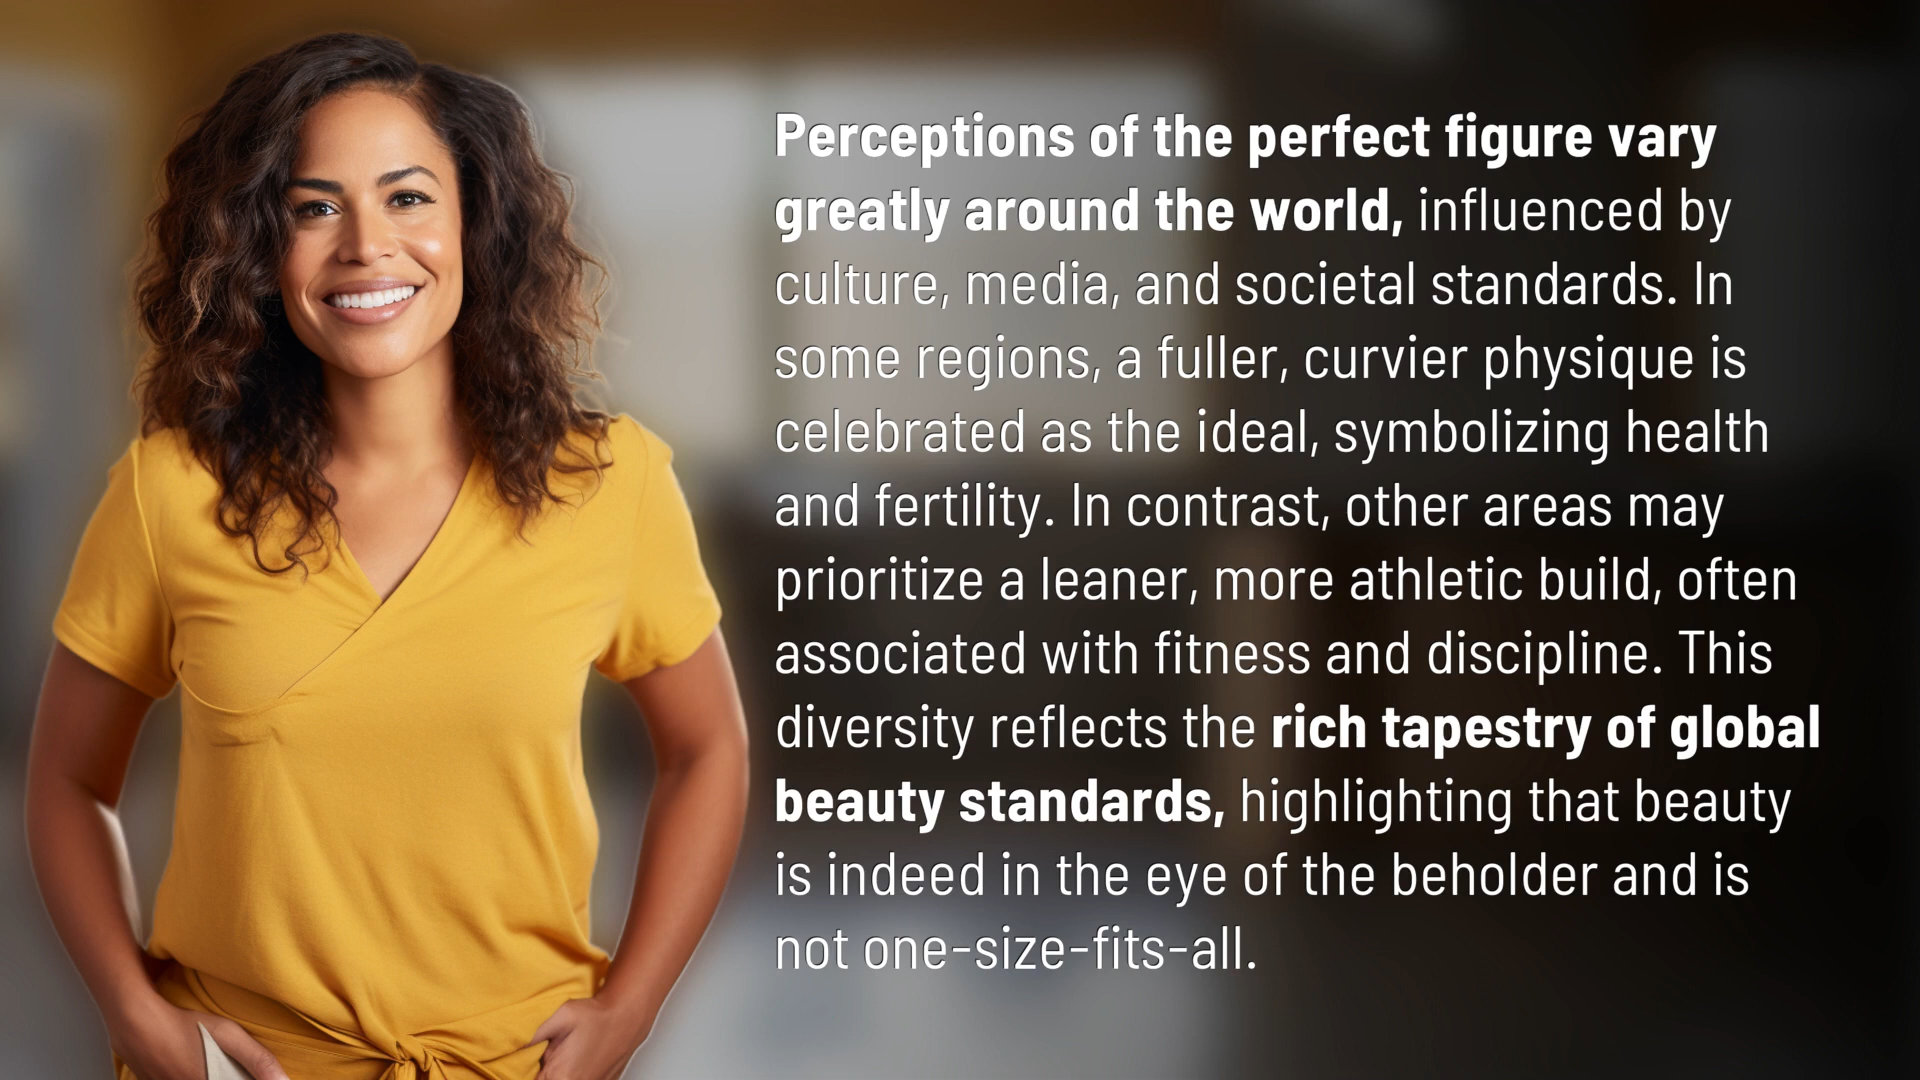 Perceptions of the perfect figure vary
greatly around the world, influenced by
culture, media, and societal standards. In
some regions, a fuller, curvier physique is
celebrated as the ideal, symbolizing health
and fertility. In contrast, other areas may
prioritize a leaner, more athletic build, often
associated with fitness and discipline. This
diversity reflects the rich tapestry of global
beauty standards, highlighting that beauty
is indeed in the eye of the beholder and is
not one-size-fits-all.